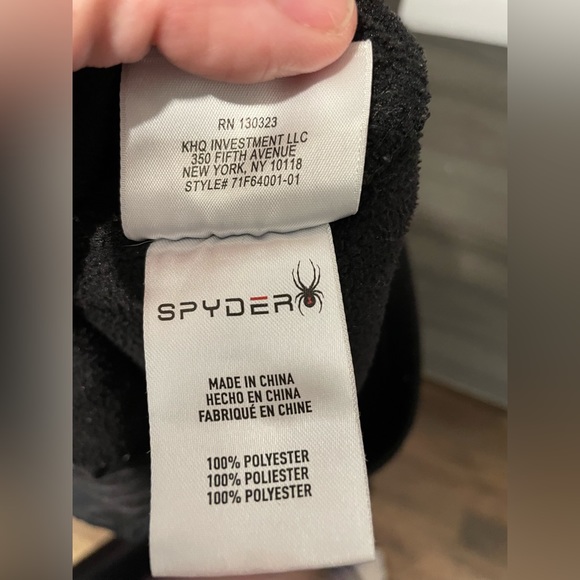 RN 130323
KHQ INVESTMENT LLC
350 FIFTH AVENUE
NEW YORK, NY 10118
STYLE# 71F64001-01
SPYDER
MADE IN CHINA
HECHO EN CHINA
FABRIQUÉ EN CHINE
100% POLYESTER
100% POLIESTER
100% POLYESTER